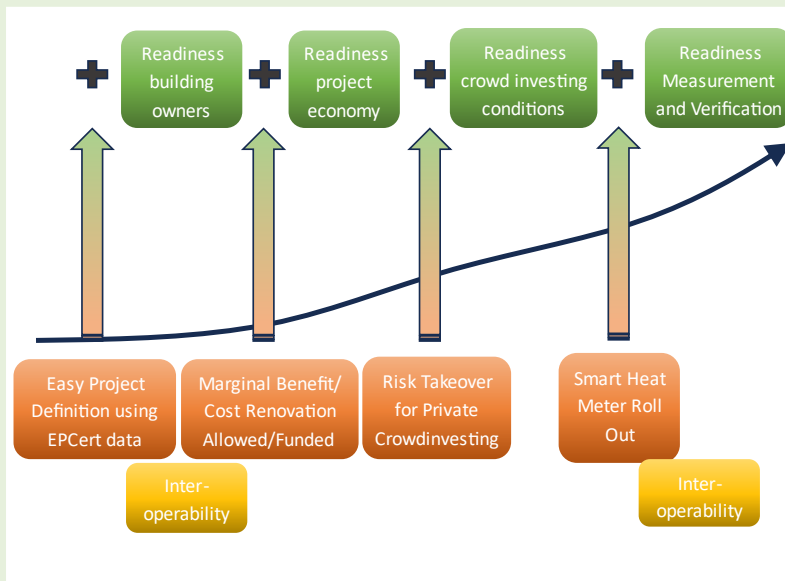 Readiness
building
owners
Readiness
project
economy
Readiness
crowd investing
conditions
Readiness
Measurement
and Verification
Easy Project
Definition using
EPCert data
Marginal Benefit/
Cost Renovation
Allowed/Funded
Risk Takeover
for Private
Crowdinvesting
Smart Heat
Meter Roll
Out
Inter-
operability
Inter-
operability